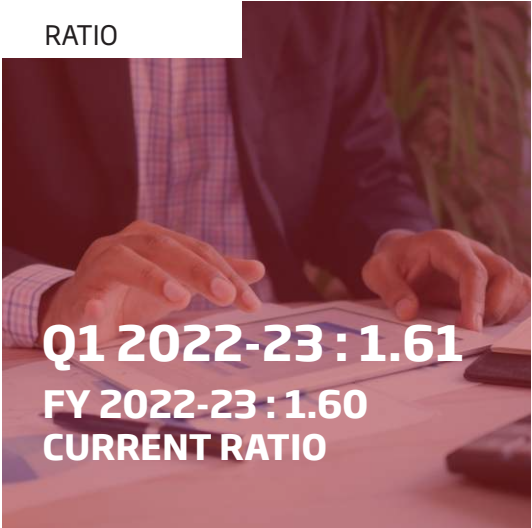 RATIO
Q1 2022-23 : 1.61
FY 2022-23 : 1.60
CURRENT RATIO